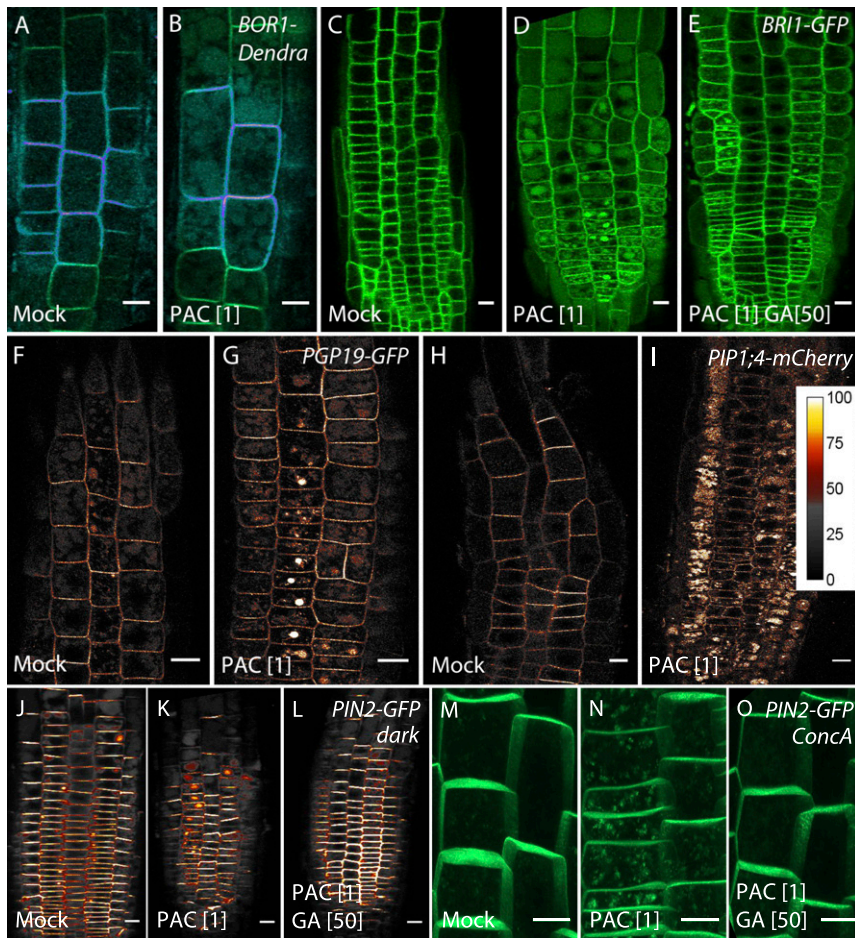 A
B
BOR1-
Dendra
C
D
E
BRI1-GFP
Mock
PAC [1]
Mock
PAC [1]
PAC [1] GA[50]
F
G
PGP19-GFP
H
PIP1;4-mCherry
I
100
75
50
25
0
Mock
PAC [1]
Mock
PAC [1]
J
K
L
PIN2-GFP
dark
M
N
O
PIN2-GFP
ConcA
Mock
PAC [1]
PAC [1]
GA [50]
Mock
PAC [1]
PAC [1]
GA [50]